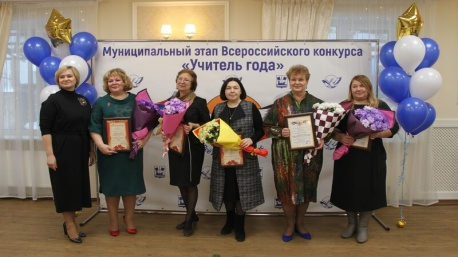 Муниципальный этап Всероссийского конкурса
«Учитель года»